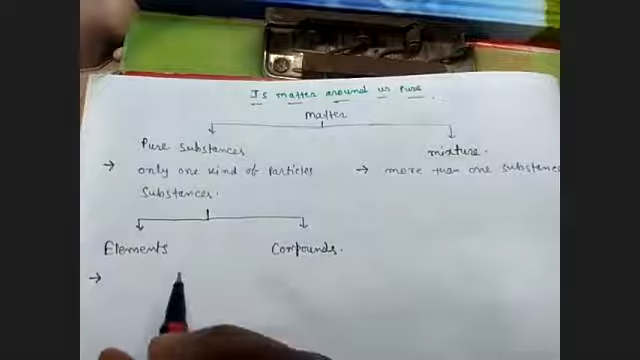 Is matter around us Pure
matter
Pure substances
mixture.
→ only one kind of Particles
→ more than one substances
Substances.
Elements
Compounds.
→